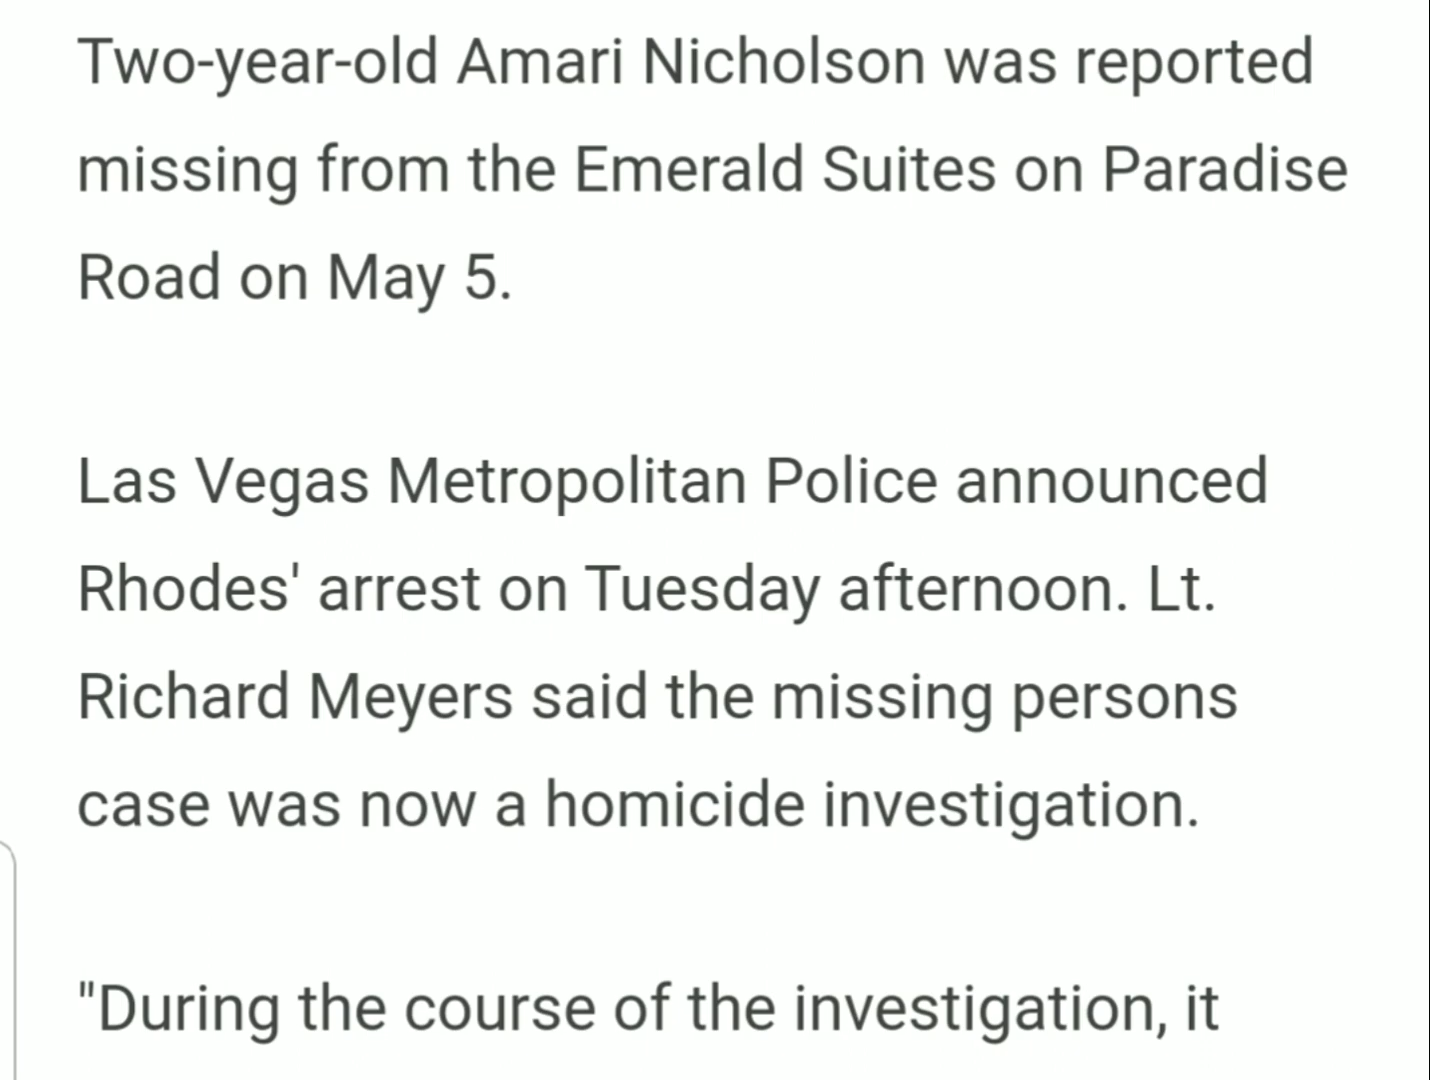 Two-year-old Amari Nicholson was reported
missing from the Emerald Suites on Paradise
Road on May 5.
Las Vegas Metropolitan Police announced
Rhodes' arrest on Tuesday afternoon. Lt.
Richard Meyers said the missing persons
case was now a homicide investigation.
"During the course of the investigation, it